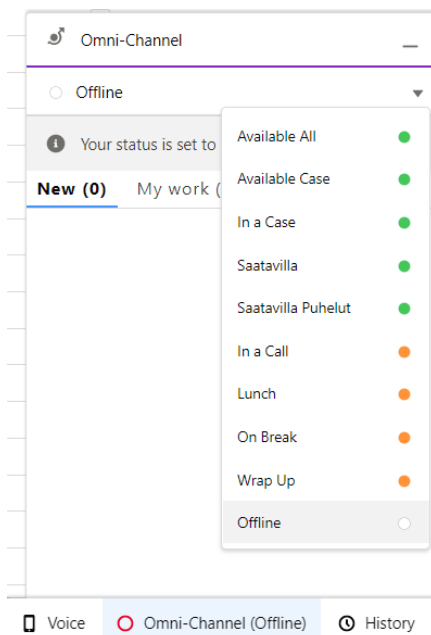 Omni-Channel
Offline
Your status is set to
New (0) My work (
Available All
Available Case
In a Case
Saatavilla
Saatavilla Puhelut
In a Call
Lunch
On Break
Wrap Up
Offline
Voice Omni-Channel (Offline) History